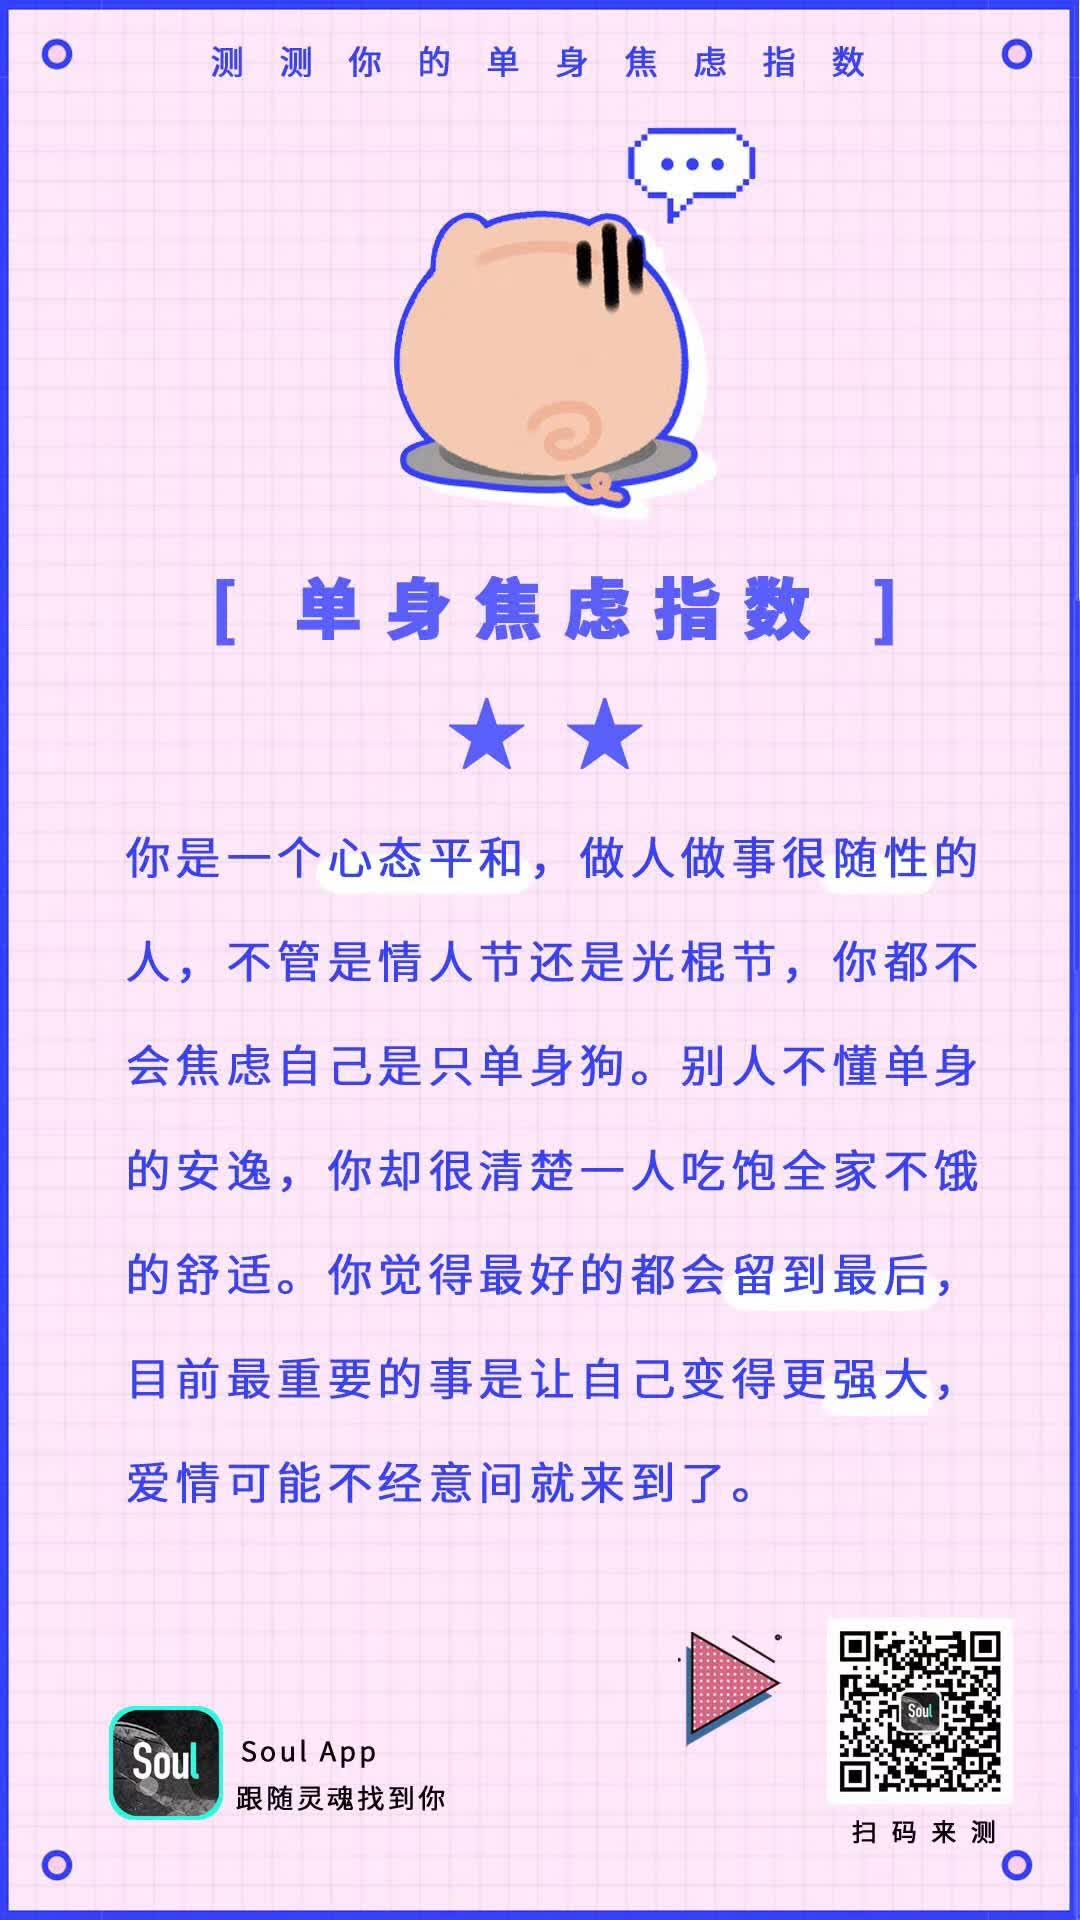 测测你的单身焦虑指数
[ 单身焦虑指数 ]
★ ★
你是一个心态平和，做人做事很随性的
人，不管是情人节还是光棍节，你都不
会焦虑自己是只单身狗。别人不懂单身
的安逸，你却很清楚一人吃饱全家不饿
的舒适。你觉得最好的都会留到最后，
目前最重要的事是让自己变得更强大，
爱情可能不经意间就来到了。
Soul
Soul
Soul App
跟随灵魂找到你
扫码来测